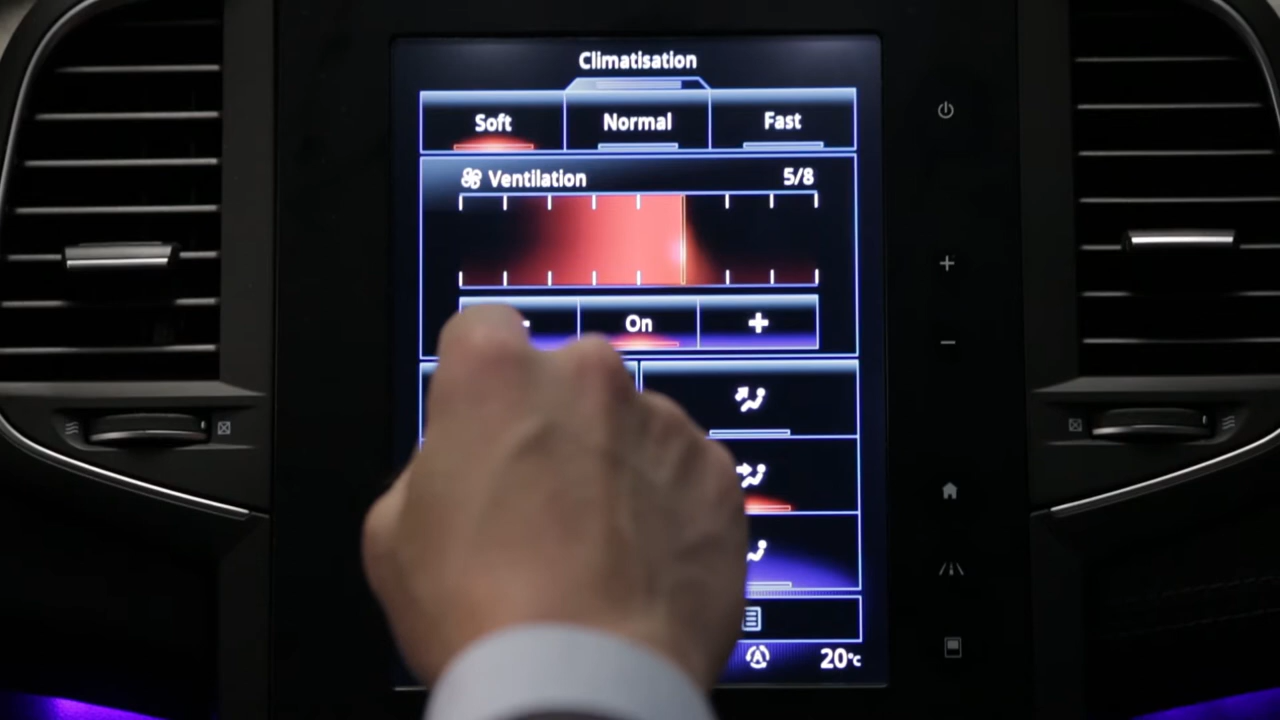 Climatisation
Soft Normal Fast
Ventilation 5/8
- On +
20°c